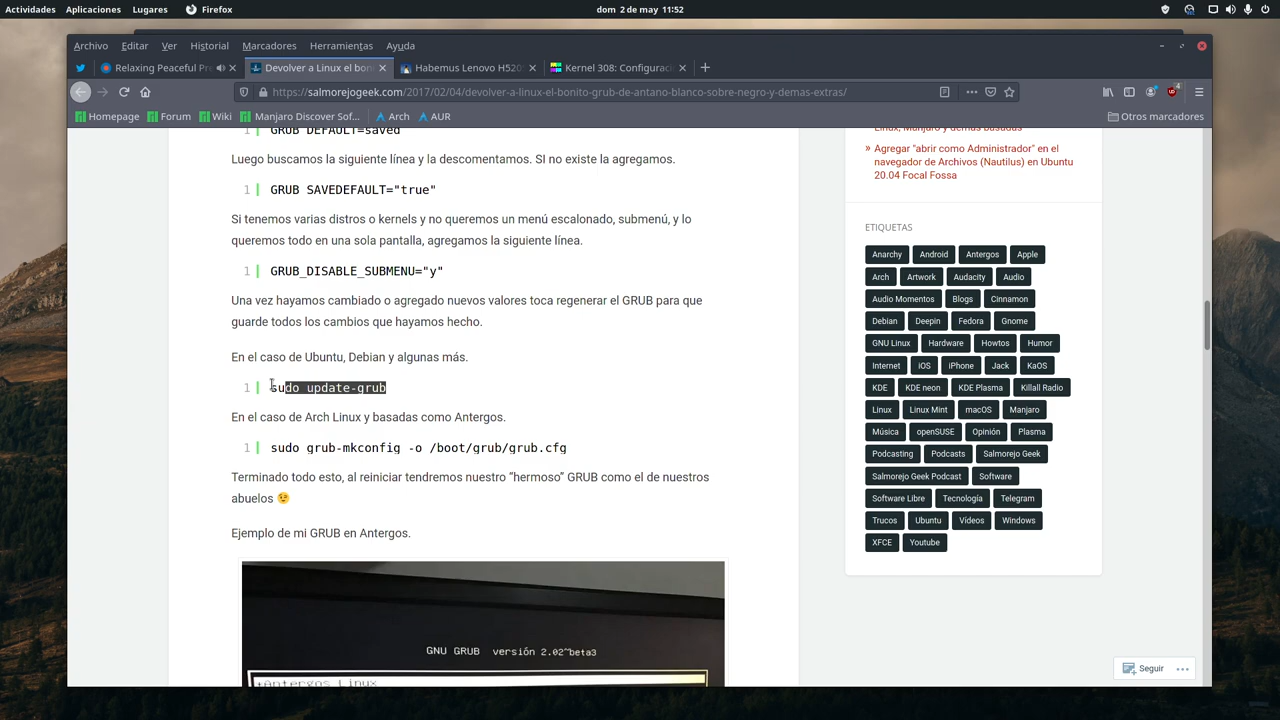 Actividades Aplicaciones Lugares Firefox dom 2 de may 11:52
Archivo Editar Ver Historial Marcadores Herramientas Ayuda
Relaxing Peaceful Pr Devolver a Linux el bon Habemus Lenovo H520 Kernel 308: Configuraci
https://salmorejogeek.com/2017/02/04/devolver-a-linux-el-bonito-grub-de-antano-blanco-sobre-negro-y-demas-extras/
Homepage Forum Wiki Manjaro Discover Sof... Arch AUR Otros marcadores
1 GRUB DEFAULT=saved
Luego buscamos la siguiente línea y la descomentamos. SI no existe la agregamos.
1 GRUB SAVEDEFAULT="true"
Si tenemos varias distros o kernels y no queremos un menú escalonado, submenú, y lo
queremos todo en una sola pantalla, agregamos la siguiente línea.
1 GRUB_DISABLE_SUBMENU="y"
Una vez hayamos cambiado o agregado nuevos valores toca regenerar el GRUB para que
guarde todos los cambios que hayamos hecho.
En el caso de Ubuntu, Debian y algunas más.
1 sudo update-grub
En el caso de Arch Linux y basadas como Antergos.
1 sudo grub-mkconfig -o /boot/grub/grub.cfg
Terminado todo esto, al reiniciar tendremos nuestro “hermoso” GRUB como el de nuestros
abuelos 😉
Ejemplo de mi GRUB en Antergos.
GNU GRUB versión 2.02~beta3
*Antergos Linux
Linux, Manjaro y demás basadas
» Agregar "abrir como Administrador" en el
navegador de Archivos (Nautilus) en Ubuntu
20.04 Focal Fossa
ETIQUETAS
Anarchy Android Antergos Apple
Arch Artwork Audacity Audio
Audio Momentos Blogs Cinnamon
Debian Deepin Fedora Gnome
GNU Linux Hardware Howtos Humor
Internet iOS iPhone Jack KaOS
KDE KDE neon KDE Plasma Killall Radio
Linux Linux Mint macOS Manjaro
Música openSUSE Opinión Plasma
Podcasting Podcasts Salmorejo Geek
Salmorejo Geek Podcast Software
Software Libre Tecnología Telegram
Trucos Ubuntu Vídeos Windows
XFCE Youtube
Seguir ...